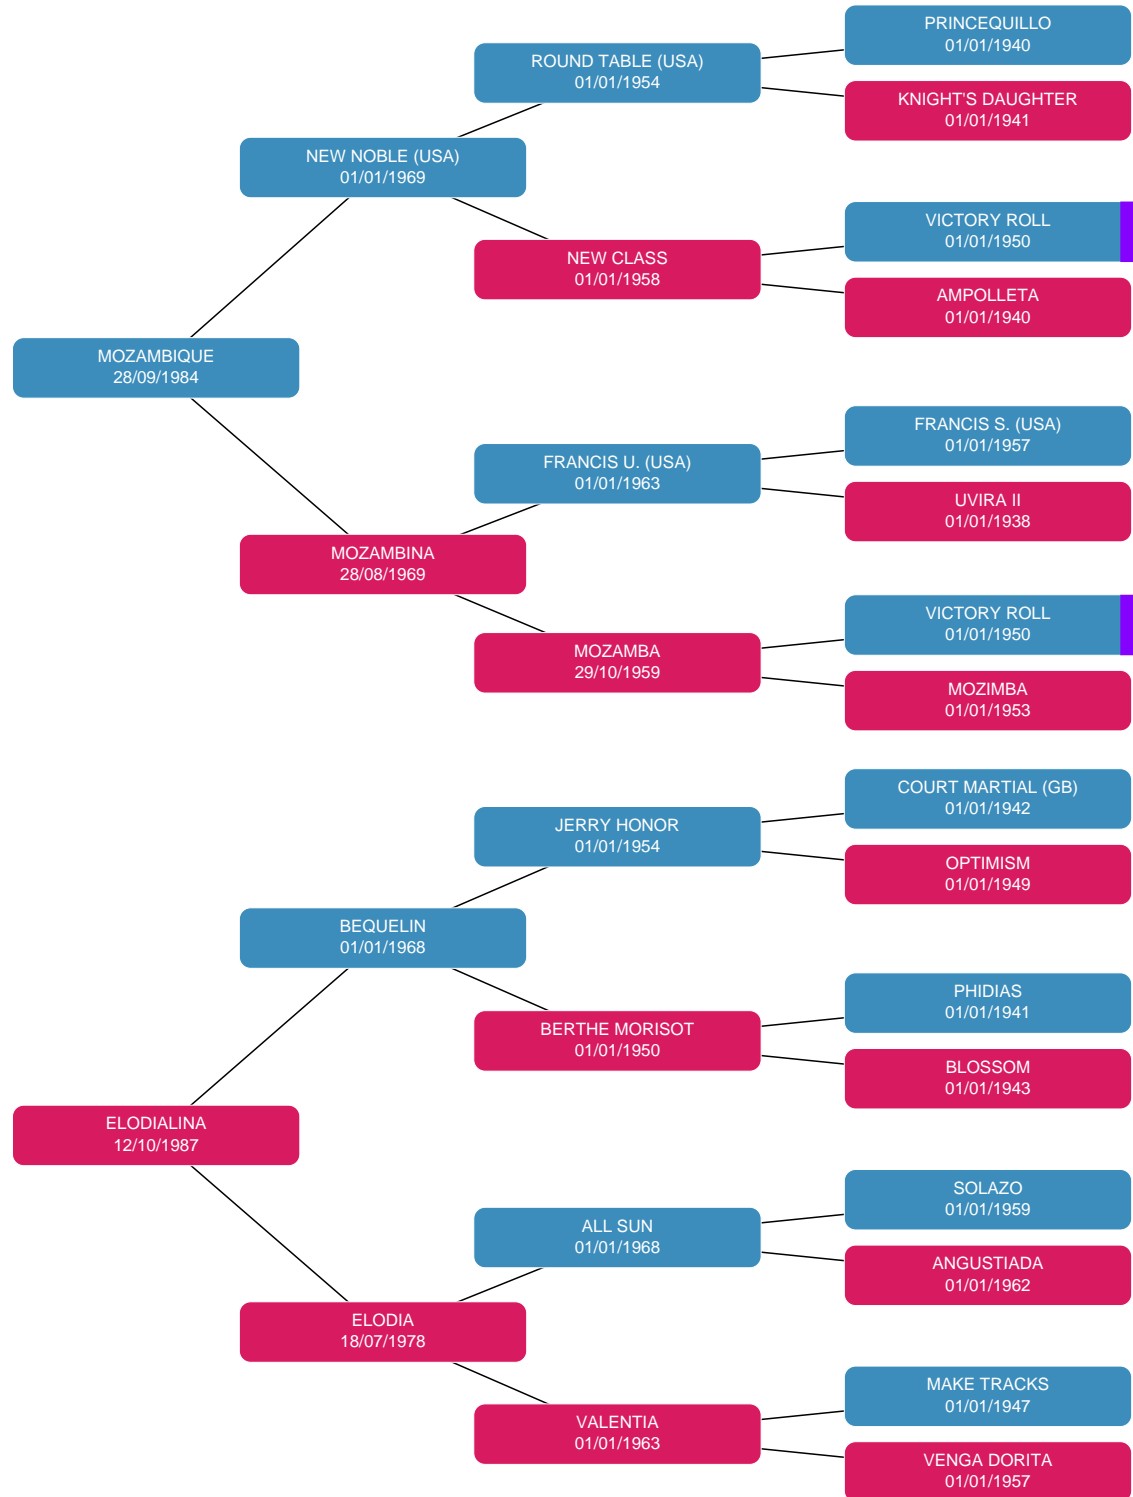 PRINCEQUILLO
01/01/1940
ROUND TABLE (USA)
01/01/1954
KNIGHT'S DAUGHTER
01/01/1941
NEW NOBLE (USA)
01/01/1969
VICTORY ROLL
01/01/1950
NEW CLASS
01/01/1958
AMPOLLETA
01/01/1940
MOZAMBIQUE
28/09/1984
FRANCIS S. (USA)
01/01/1957
FRANCIS U. (USA)
01/01/1963
UVIRA II
01/01/1938
MOZAMBINA
28/08/1969
VICTORY ROLL
01/01/1950
MOZAMBA
29/10/1959
MOZIMBA
01/01/1953
COURT MARTIAL (GB)
01/01/1942
JERRY HONOR
01/01/1954
OPTIMISM
01/01/1949
BEQUELIN
01/01/1968
PHIDIAS
01/01/1941
BERTHE MORISOT
01/01/1950
BLOSSOM
01/01/1943
ELODIALINA
12/10/1987
SOLAZO
01/01/1959
ALL SUN
01/01/1968
ANGUSTIADA
01/01/1962
ELODIA
18/07/1978
MAKE TRACKS
01/01/1947
VALENTIA
01/01/1963
VENGA DORITA
01/01/1957